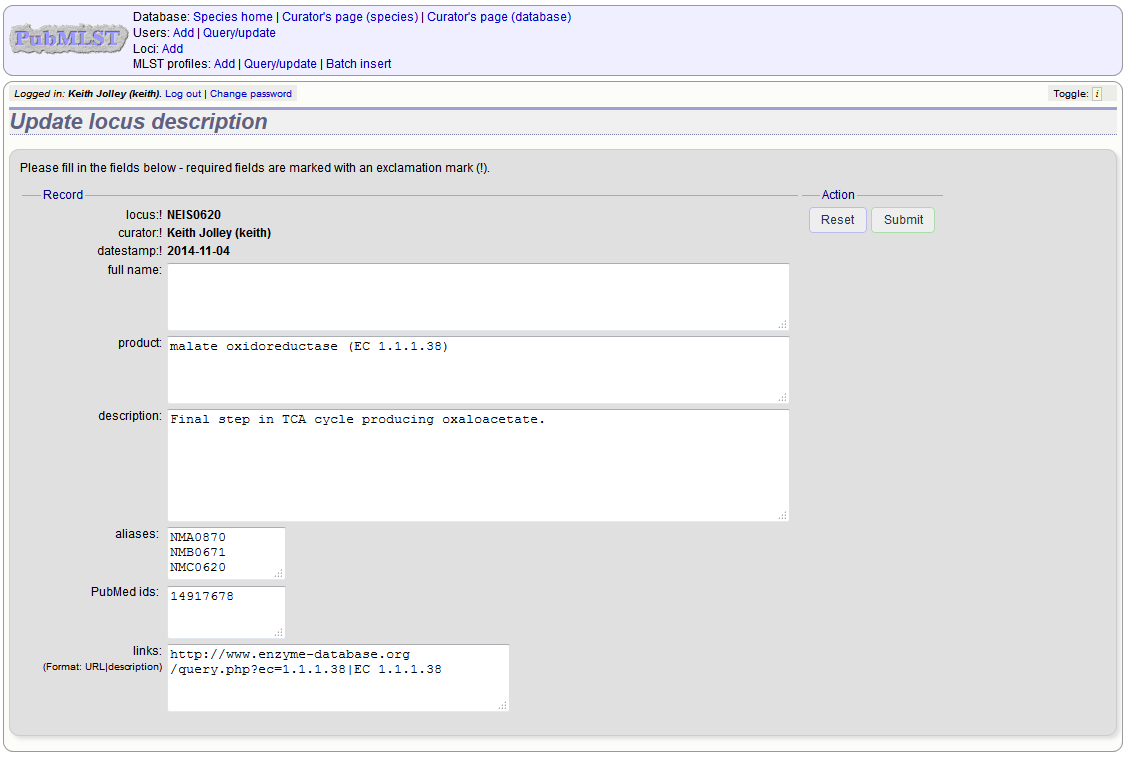 PubMLST
Database: Species home | Curator's page (species) | Curator's page (database)
Users: Add | Query/update
Loci: Add
MLST profiles: Add | Query/update | Batch insert
Logged in: Keith Jolley (keith). Log out | Change password
Toggle: i
Update locus description
Please fill in the fields below - required fields are marked with an exclamation mark (!).
Record
Action
locus:! NEIS0620
Reset Submit
curator:! Keith Jolley (keith)
datestamp:! 2014-11-04
full name:
product: malate oxidoreductase (EC 1.1.1.38)
description: Final step in TCA cycle producing oxaloacetate.
aliases: NMA0870
NMB0671
NMC0620
PubMed ids: 14917678
links: http://www.enzyme-database.org
(Format: URL|description) /query.php?ec=1.1.1.38|EC 1.1.1.38